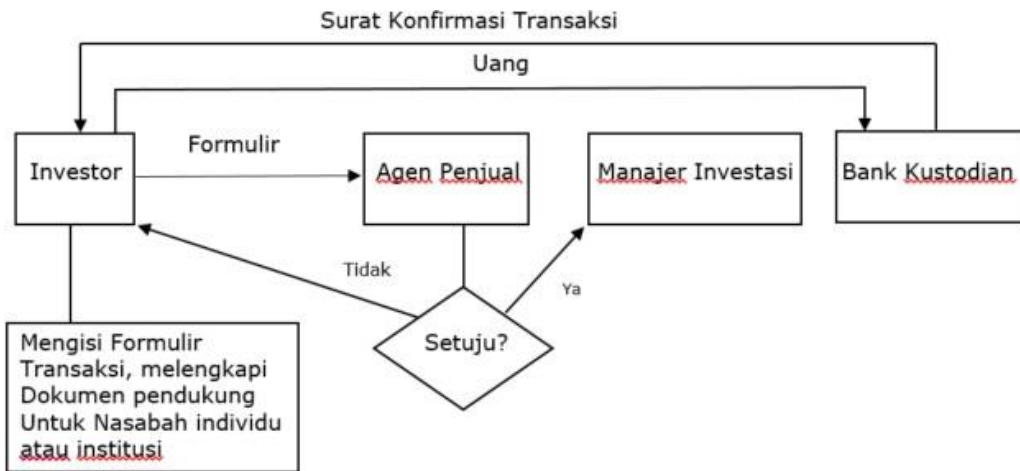 Surat Konfirmasi Transaksi
Uang
Investor
Formulir
Agen Penjual
Manajer Investasi
Bank Kustodian
Tidak
Ya
Setuju?
Mengisi Formulir
Transaksi, melengkapi
Dokumen pendukung
Untuk Nasabah individu
atau institusi